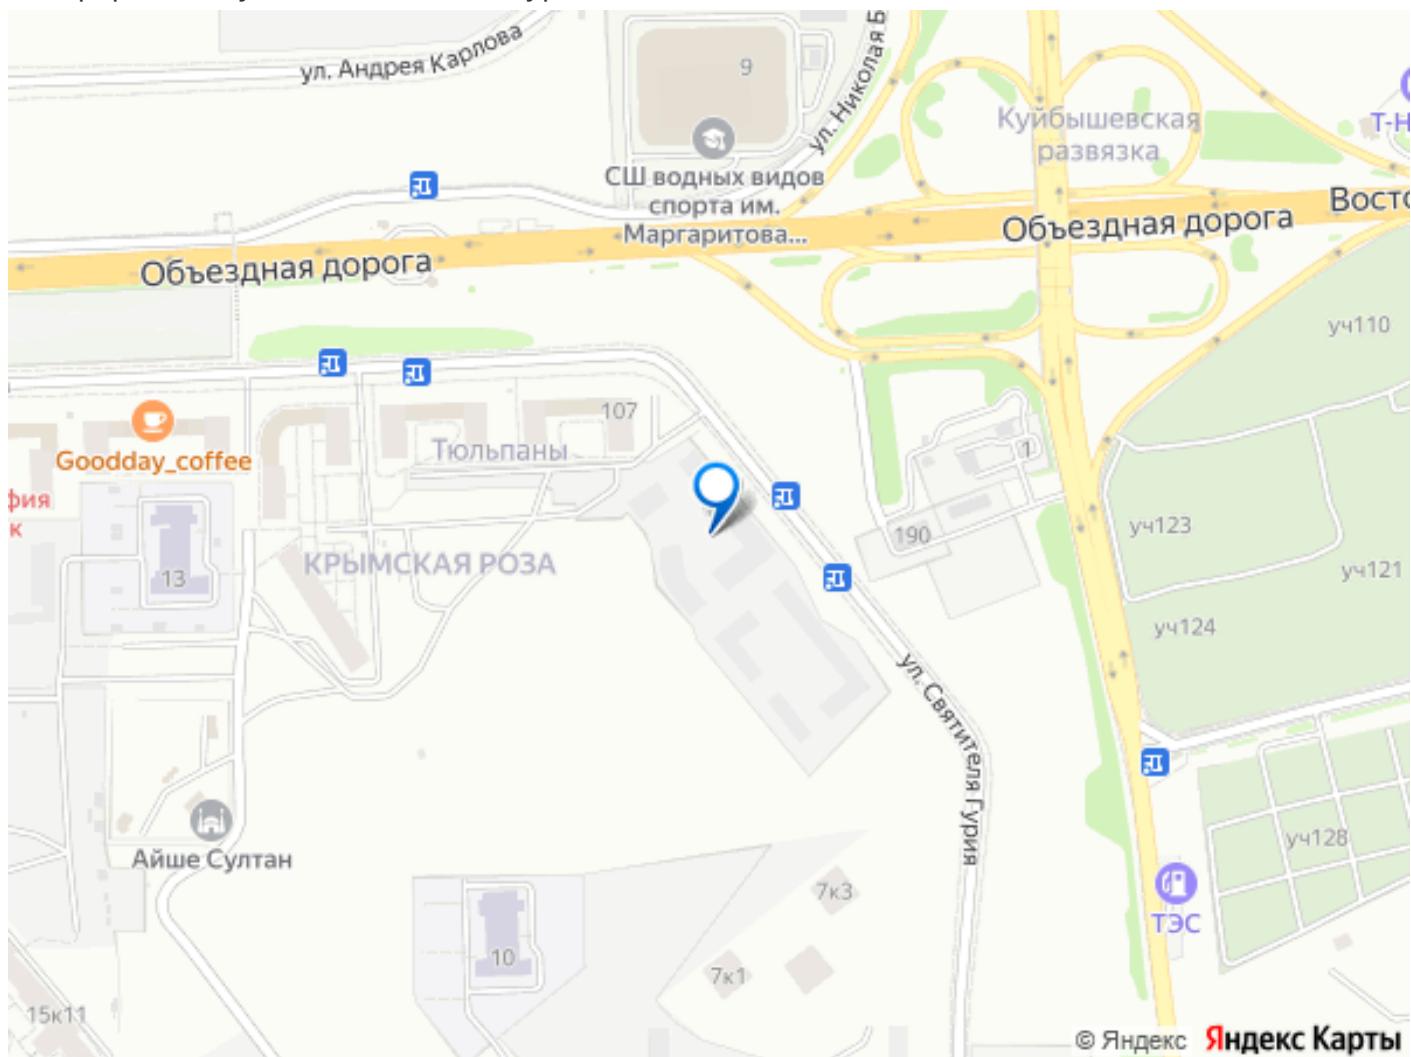 ул. Андрея Карлова
9
ул. Николая Б
Куйбышевская
развязка
Т-Н
СШ водных видов
спорта им.
Маргаритова...
Объездная дорога
Восто
Объездная дорога
уч110
107
Тюльпаны
Goodday_coffee
фия
к
1
190
уч123
КРЫМСКАЯ РОЗА
13
уч121
уч124
ул. Святителя Гурия
уч128
Айше Султан
7к3
ТЭС
10
7к1
15к11
© Яндекс Яндекс Карты